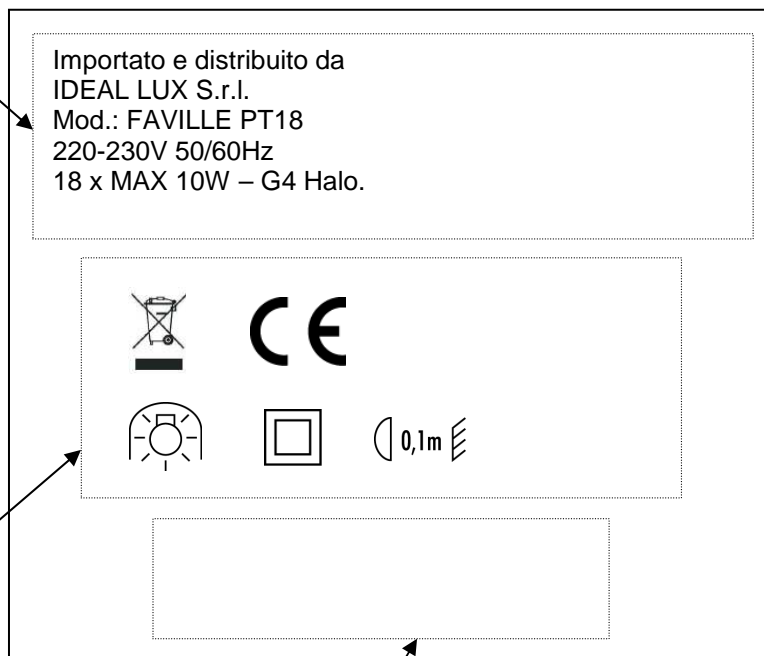 Importato e distribuito da
IDEAL LUX S.r.l.
Mod.: FAVILLE PT18
220-230V 50/60Hz
18 x MAX 10W – G4 Halo.
CE
0,1m